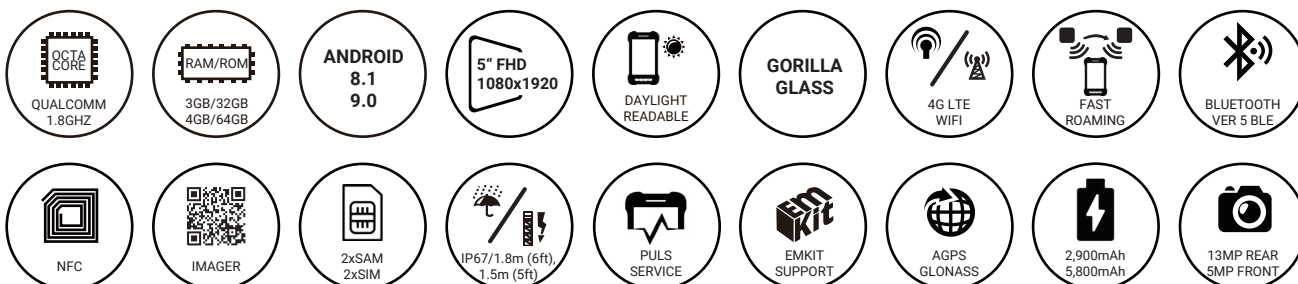 OCTA
CORE
QUALCOMM
1.8GHZ
RAM/ROM
3GB/32GB
4GB/64GB
ANDROID
8.1
9.0
5“ FHD
1080x1920
DAYLIGHT
READABLE
GORILLA
GLASS
4G LTE
WIFI
FAST
ROAMING
BLUETOOTH
VER 5 BLE
NFC
IMAGER
2xSAM
2xSIM
IP67/1.8m (6ft),
1.5m (5ft)
PULS
SERVICE
Em
kit
EMKIT
SUPPORT
AGPS
GLONASS
2,900mAh
5,800mAh
13MP REAR
5MP FRONT